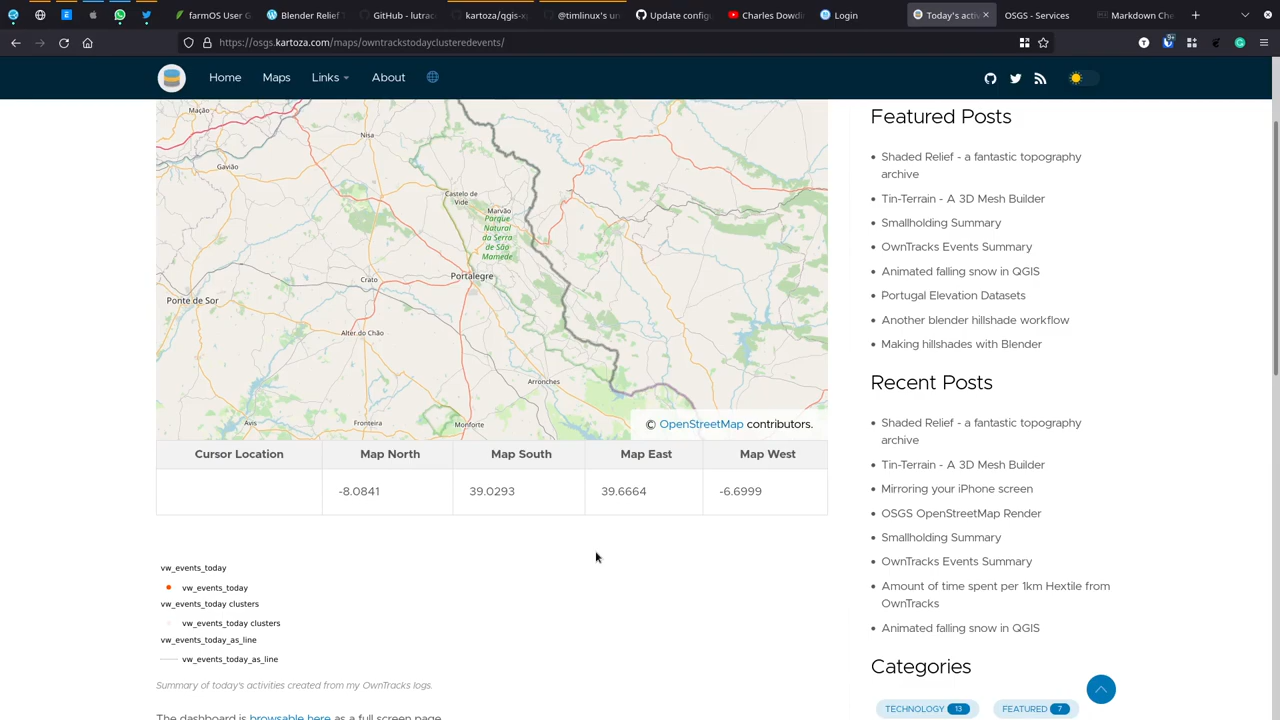 farmOS User G
Blender Relief
GitHub - lutrac
kartoza/qgis-x
@timlinux's un
Update config
Charles Dowdi
Login
Today's activ
OSGS - Services
Markdown Che
https://osgs.kartoza.com/maps/owntrackstodayclusteredevents/
Home
Maps
Links
About
Mação
Nisa
Gavião
Castelo de
Vide
Marvão
Parque
Natural
da Serra
de São
Mamede
Portalegre
Crato
Ponte de Sor
Alter do Chão
Arronches
Avis
Fronteira
Monforte
© OpenStreetMap contributors.
Cursor Location Map North Map South Map East Map West
-8.0841 39.0293 39.6664 -6.6999
vw_events_today
vw_events_today
vw_events_today clusters
vw_events_today clusters
vw_events_today_as_line
vw_events_today_as_line
Summary of today's activities created from my OwnTracks logs.
The dashboard is browsable here as a full screen page
Featured Posts
Shaded Relief - a fantastic topography
archive
Tin-Terrain - A 3D Mesh Builder
Smallholding Summary
OwnTracks Events Summary
Animated falling snow in QGIS
Portugal Elevation Datasets
Another blender hillshade workflow
Making hillshades with Blender
Recent Posts
Shaded Relief - a fantastic topography
archive
Tin-Terrain - A 3D Mesh Builder
Mirroring your iPhone screen
OSGS OpenStreetMap Render
Smallholding Summary
OwnTracks Events Summary
Amount of time spent per 1km Hextile from
OwnTracks
Animated falling snow in QGIS
Categories
TECHNOLOGY 13
FEATURED 7